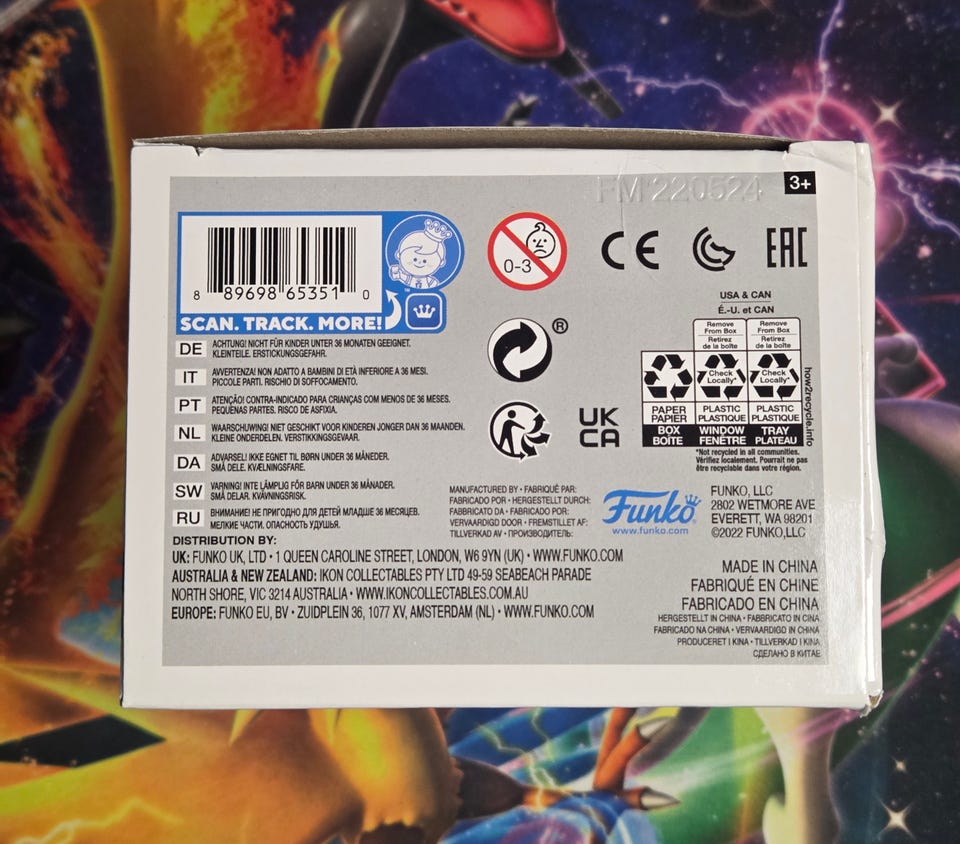 FM 220524
3+
8 89698 65351 0
™
SCAN. TRACK. MORE!
0-3
CE
EAC
®
UK
CA
USA & CAN
É.-U. et CAN
Remove From Box
Retirez de la boîte
Remove From Box
Retirez de la boîte
Check Locally*
Check Locally*
PAPER
PAPIER
PLASTIC
PLASTIQUE
PLASTIC
PLASTIQUE
BOX
BOÎTE
WINDOW
FENÊTRE
TRAY
PLATEAU
how2recycle.info
*Not recycled in all communities.
Vérifiez localement. Pourrait ne pas
être recyclable dans votre région.
DE ACHTUNG! NICHT FÜR KINDER UNTER 36 MONATEN GEEIGNET.
KLEINTEILE. ERSTICKUNGSGEFAHR.
IT AVVERTENZA! NON ADATTO A BAMBINI DI ETÀ INFERIORE A 36 MESI.
PICCOLE PARTI. RISCHIO DI SOFFOCAMENTO.
PT ATENÇÃO! CONTRA-INDICADO PARA CRIANÇAS COM MENOS DE 36 MESES.
PEQUENAS PARTES. RISCO DE ASFIXIA.
NL WAARSCHUWING! NIET GESCHIKT VOOR KINDEREN JONGER DAN 36 MAANDEN.
KLEINE ONDERDELEN. VERSTIKKINGSGEVAAR.
DA ADVARSEL! IKKE EGNET TIL BØRN UNDER 36 MÅNEDER.
SMÅ DELE. KVÆLNINGSFARE.
SW VARNING! INTE LÄMPLIG FÖR BARN UNDER 36 MÅNADER.
SMÅ DELAR. KVÄVNINGSRISK.
RU ВНИМАНИЕ! НЕ ПРИГОДНО ДЛЯ ДЕТЕЙ МЛАДШЕ 36 МЕСЯЦЕВ.
МЕЛКИЕ ЧАСТИ. ОПАСНОСТЬ УДУШЬЯ.
MANUFACTURED BY • FABRIQUÉ PAR:
FABRICADO POR • HERGESTELLT DURCH:
FABBRICATO DA • FABRICADO POR:
VERVAARDIGD DOOR • FREMSTILLET AF:
TILLVERKAD AV • ПРОИЗВОДИТЕЛЬ:
Funko
www.funko.com
FUNKO, LLC
2802 WETMORE AVE
EVERETT, WA 98201
©2022 FUNKO,LLC
DISTRIBUTION BY:
UK: FUNKO UK, LTD • 1 QUEEN CAROLINE STREET, LONDON, W6 9YN (UK) • WWW.FUNKO.COM
AUSTRALIA & NEW ZEALAND: IKON COLLECTABLES PTY LTD 49-59 SEABEACH PARADE
NORTH SHORE, VIC 3214 AUSTRALIA • WWW.IKONCOLLECTABLES.COM.AU
EUROPE: FUNKO EU, BV • ZUIDPLEIN 36, 1077 XV, AMSTERDAM (NL) • WWW.FUNKO.COM
MADE IN CHINA
FABRIQUÉ EN CHINE
FABRICADO EN CHINA
HERGESTELLT IN CHINA • FABBRICATO IN CINA
FABRICADO NA CHINA • VERVAARDIGD IN CHINA
PRODUCERET I KINA • TILLVERKAD I KINA
СДЕЛАНО В КИТАЕ